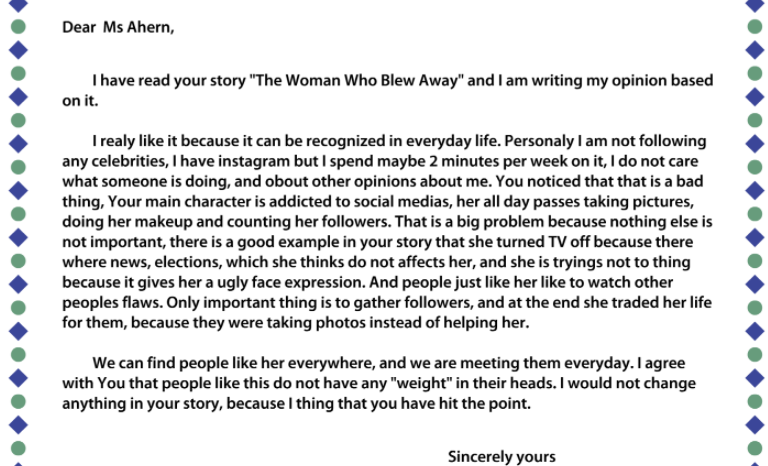 Dear  Ms Ahern,
I have read your story "The Woman Who Blew Away" and I am writing my opinion based
on it.
I realy like it because it can be recognized in everyday life. Personaly I am not following
any celebrities, I have instagram but I spend maybe 2 minutes per week on it, I do not care
what someone is doing, and obout other opinions about me. You noticed that that is a bad
thing, Your main character is addicted to social medias, her all day passes taking pictures,
doing her makeup and counting her followers. That is a big problem because nothing else is
not important, there is a good example in your story that she turned TV off because there
where news, elections, which she thinks do not affects her, and she is tryings not to thing
because it gives her a ugly face expression. And people just like her like to watch other
peoples flaws. Only important thing is to gather followers, and at the end she traded her life
for them, because they were taking photos instead of helping her.
We can find people like her everywhere, and we are meeting them everyday. I agree
with You that people like this do not have any "weight" in their heads. I would not change
anything in your story, because I thing that you have hit the point.
Sincerely yours